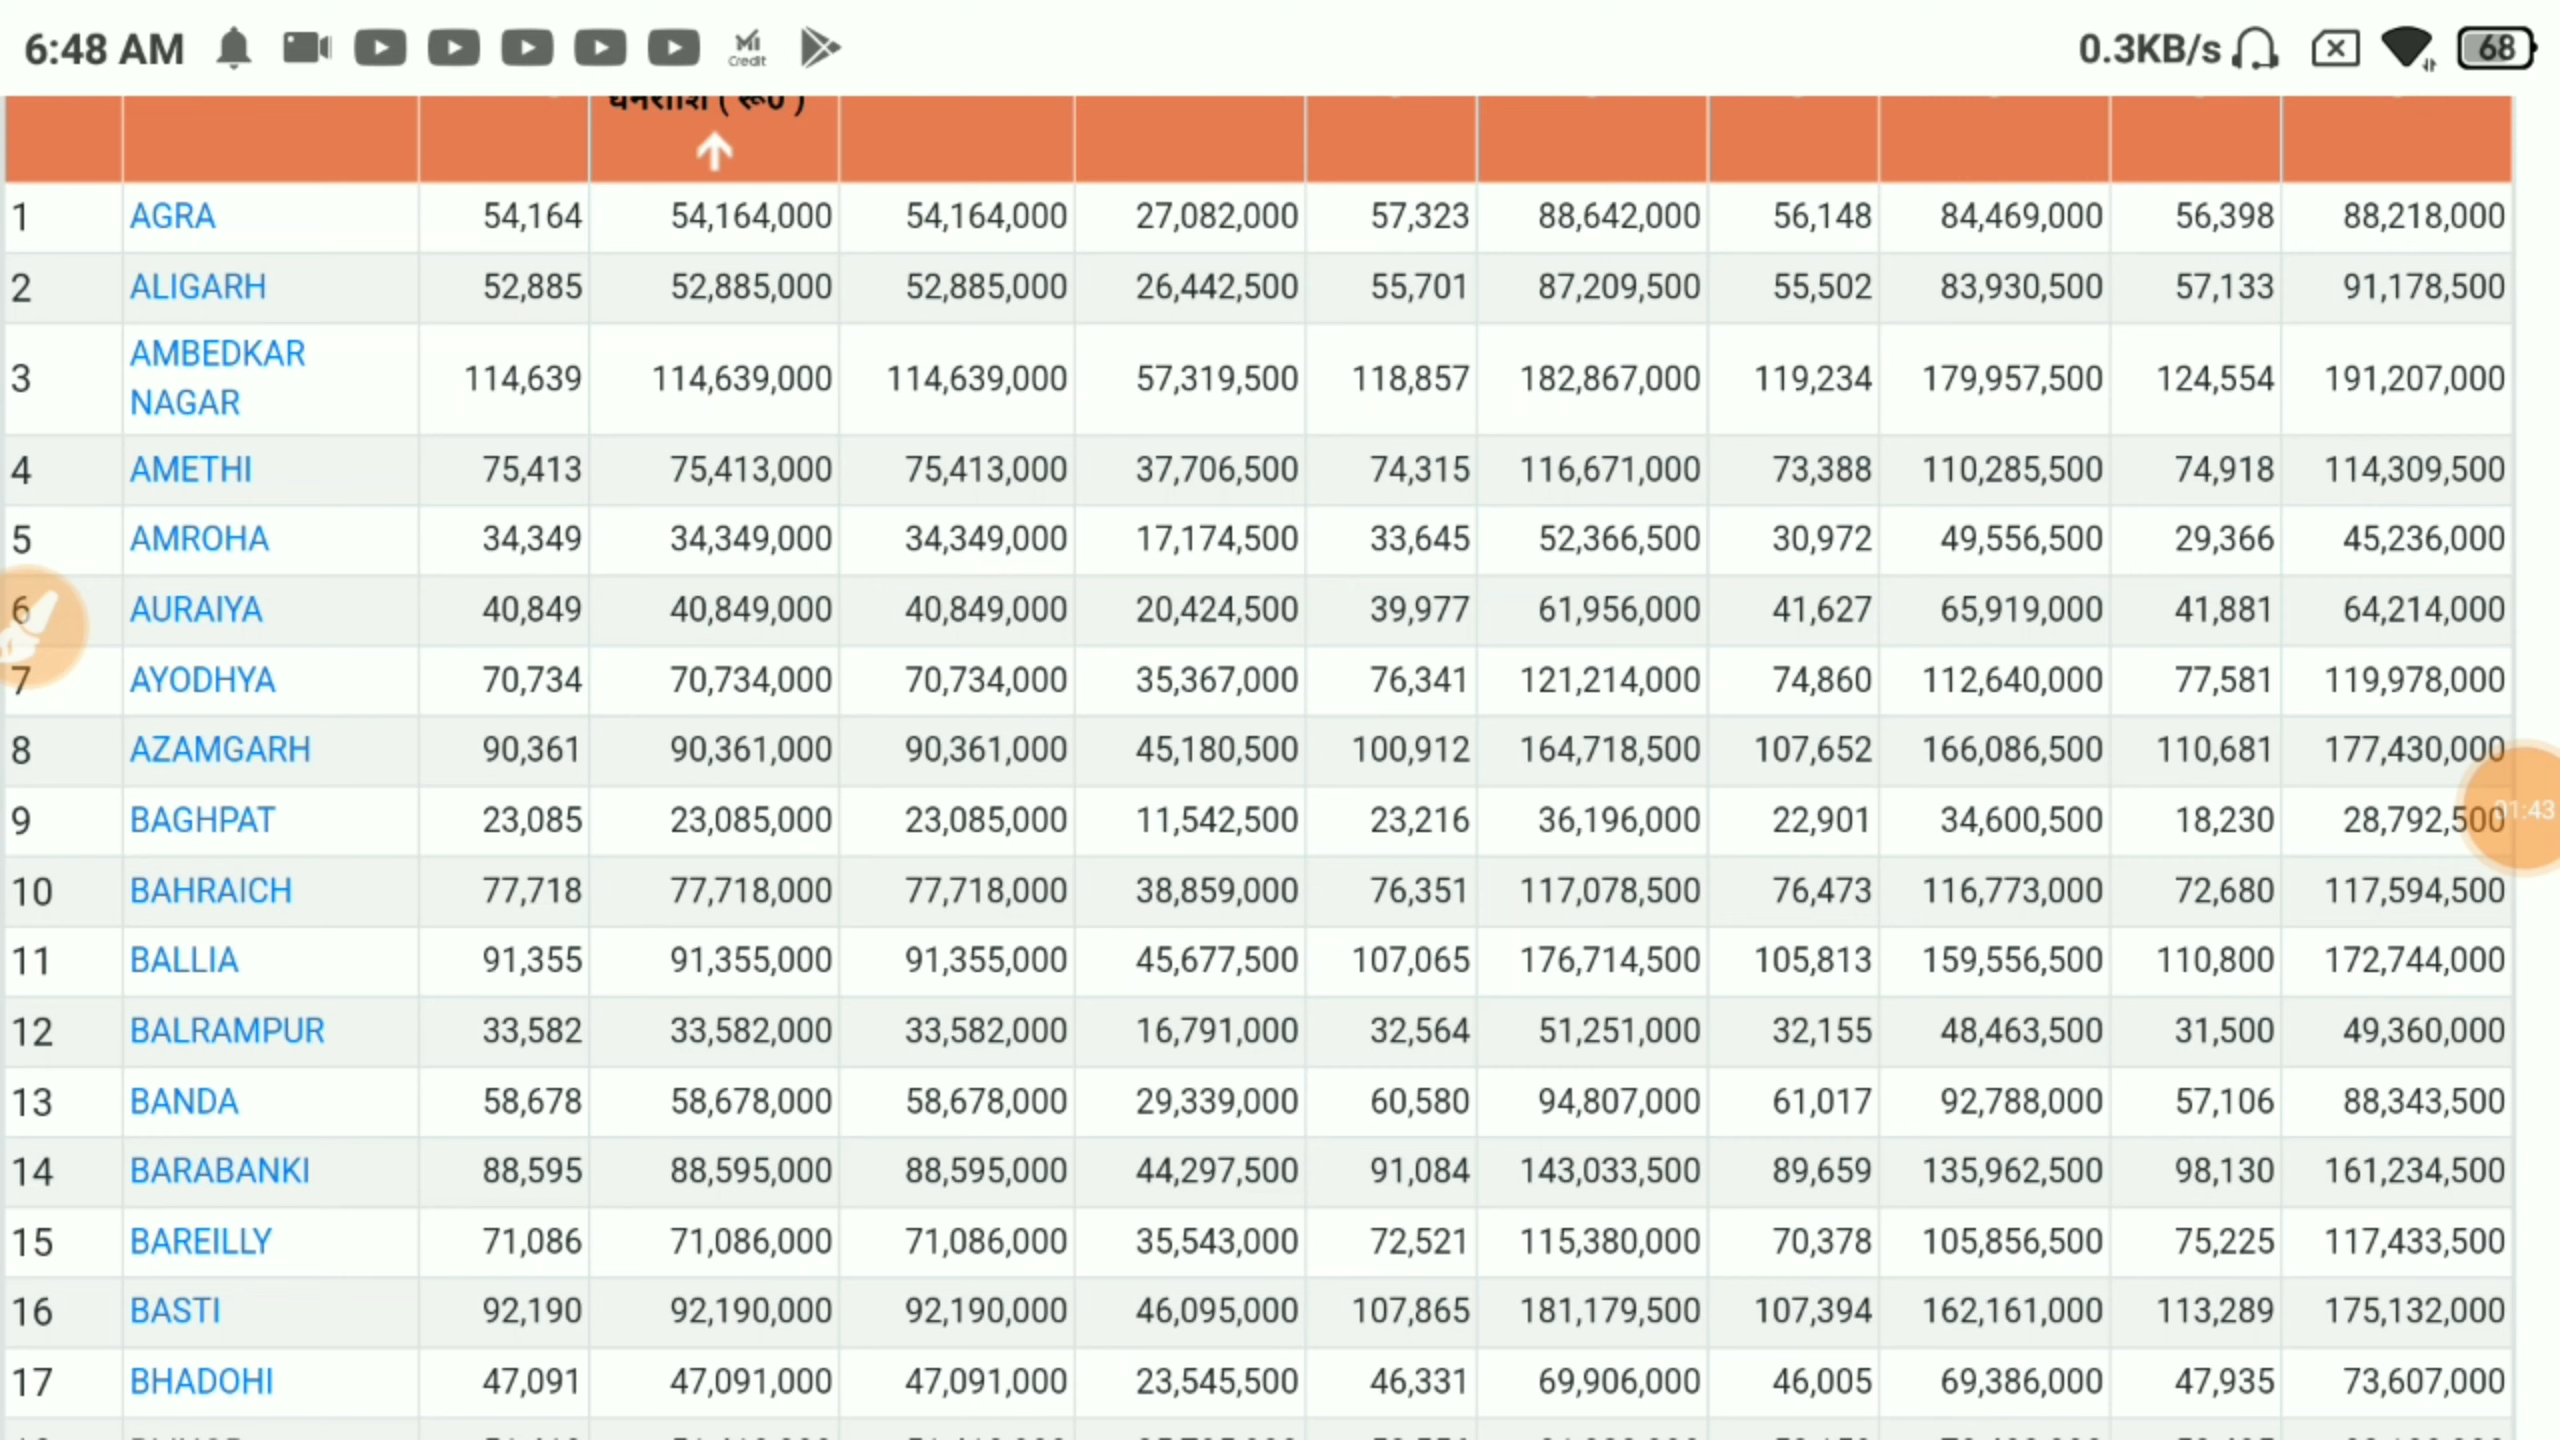 6:48 AM Mi Credit 0.3KB/s 68
धनराशि ( रू0 )
1 AGRA 54,164 54,164,000 54,164,000 27,082,000 57,323 88,642,000 56,148 84,469,000 56,398 88,218,000
2 ALIGARH 52,885 52,885,000 52,885,000 26,442,500 55,701 87,209,500 55,502 83,930,500 57,133 91,178,500
3 AMBEDKAR NAGAR 114,639 114,639,000 114,639,000 57,319,500 118,857 182,867,000 119,234 179,957,500 124,554 191,207,000
4 AMETHI 75,413 75,413,000 75,413,000 37,706,500 74,315 116,671,000 73,388 110,285,500 74,918 114,309,500
5 AMROHA 34,349 34,349,000 34,349,000 17,174,500 33,645 52,366,500 30,972 49,556,500 29,366 45,236,000
6 AURAIYA 40,849 40,849,000 40,849,000 20,424,500 39,977 61,956,000 41,627 65,919,000 41,881 64,214,000
7 AYODHYA 70,734 70,734,000 70,734,000 35,367,000 76,341 121,214,000 74,860 112,640,000 77,581 119,978,000
8 AZAMGARH 90,361 90,361,000 90,361,000 45,180,500 100,912 164,718,500 107,652 166,086,500 110,681 177,430,000
9 BAGHPAT 23,085 23,085,000 23,085,000 11,542,500 23,216 36,196,000 22,901 34,600,500 18,230 28,792,500 01:43
10 BAHRAICH 77,718 77,718,000 77,718,000 38,859,000 76,351 117,078,500 76,473 116,773,000 72,680 117,594,500
11 BALLIA 91,355 91,355,000 91,355,000 45,677,500 107,065 176,714,500 105,813 159,556,500 110,800 172,744,000
12 BALRAMPUR 33,582 33,582,000 33,582,000 16,791,000 32,564 51,251,000 32,155 48,463,500 31,500 49,360,000
13 BANDA 58,678 58,678,000 58,678,000 29,339,000 60,580 94,807,000 61,017 92,788,000 57,106 88,343,500
14 BARABANKI 88,595 88,595,000 88,595,000 44,297,500 91,084 143,033,500 89,659 135,962,500 98,130 161,234,500
15 BAREILLY 71,086 71,086,000 71,086,000 35,543,000 72,521 115,380,000 70,378 105,856,500 75,225 117,433,500
16 BASTI 92,190 92,190,000 92,190,000 46,095,000 107,865 181,179,500 107,394 162,161,000 113,289 175,132,000
17 BHADOHI 47,091 47,091,000 47,091,000 23,545,500 46,331 69,906,000 46,005 69,386,000 47,935 73,607,000